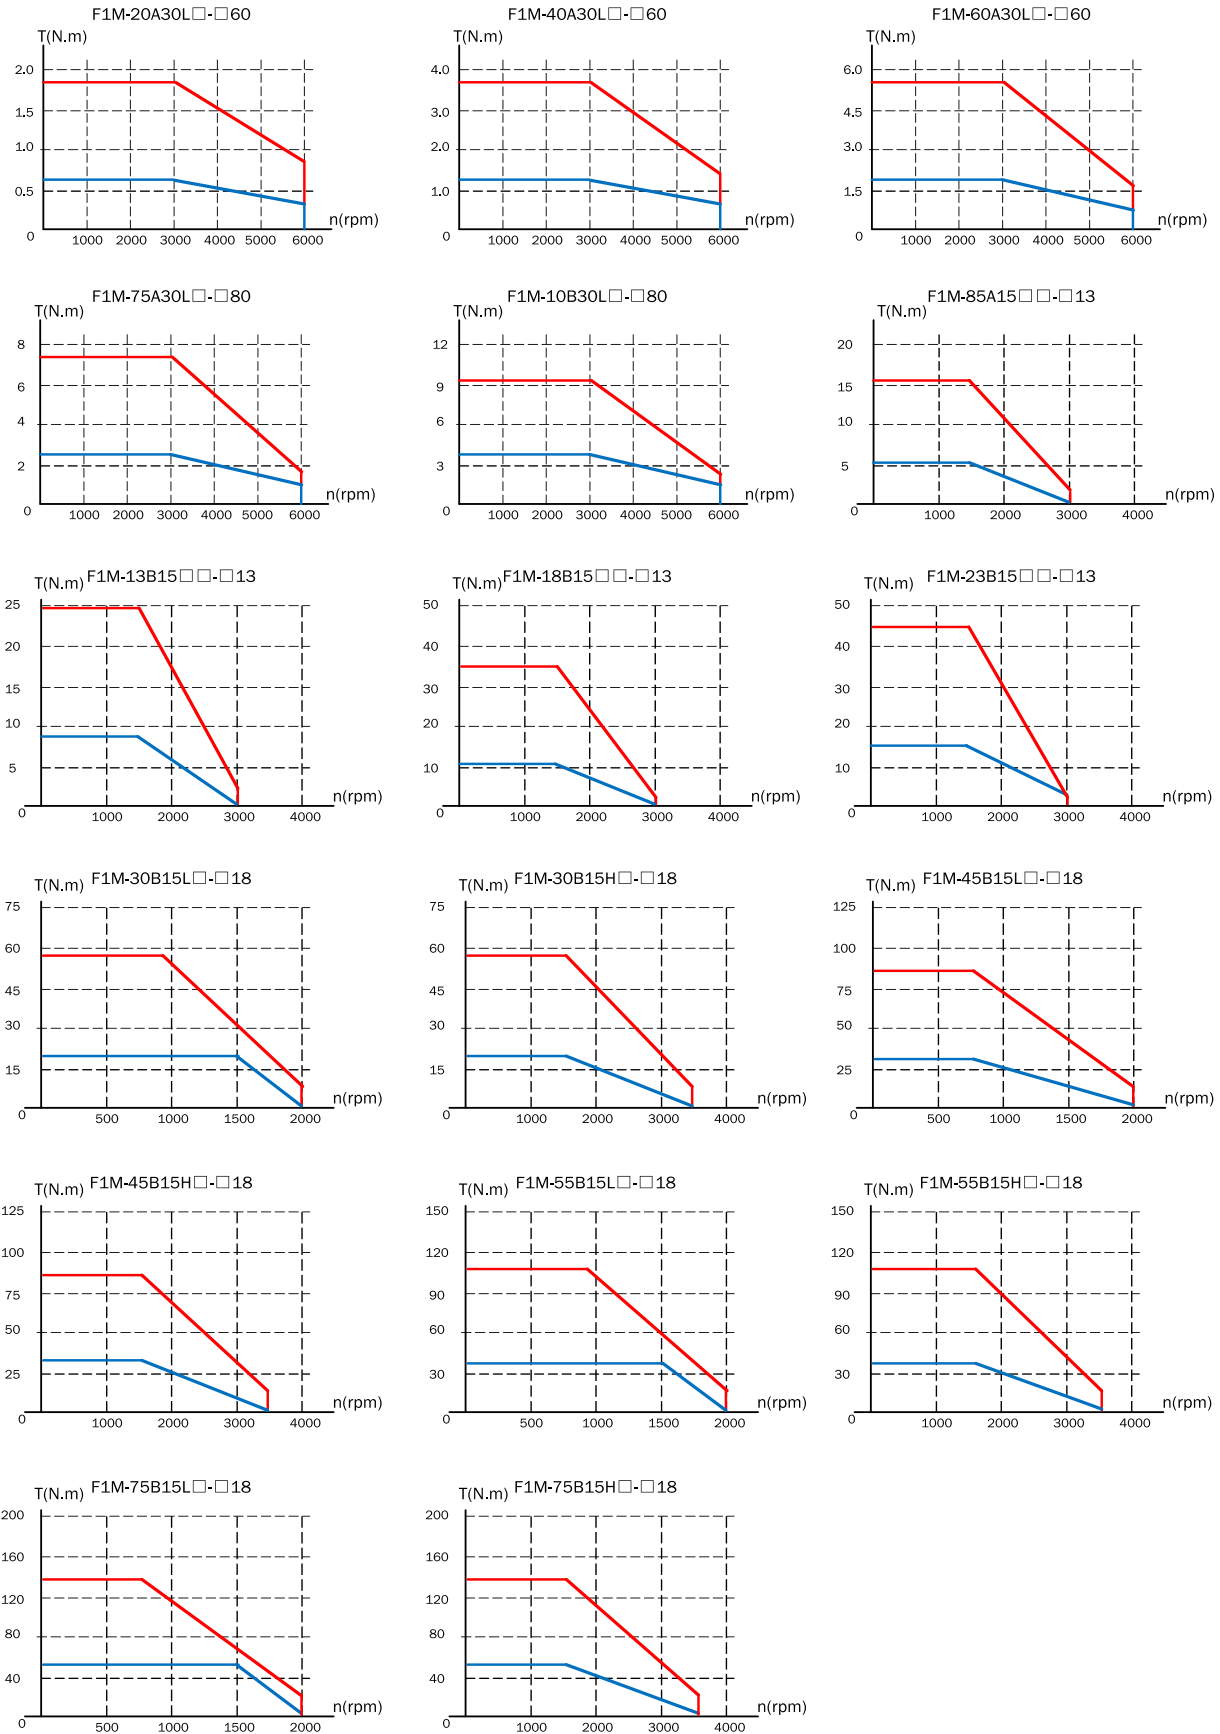 F1M-20A30L□-□60
T(N.m)
2.0
1.5
1.0
0.5
0
1000 2000 3000 4000 5000 6000
n(rpm)
F1M-40A30L□-□60
T(N.m)
4.0
3.0
2.0
1.0
0
1000 2000 3000 4000 5000 6000
n(rpm)
F1M-60A30L□-□60
T(N.m)
6.0
4.5
3.0
1.5
0
1000 2000 3000 4000 5000 6000
n(rpm)
F1M-75A30L□-□80
T(N.m)
8
6
4
2
0
1000 2000 3000 4000 5000 6000
n(rpm)
F1M-10B30L□-□80
T(N.m)
12
9
6
3
0
1000 2000 3000 4000 5000 6000
n(rpm)
F1M-85A15□□-□13
T(N.m)
20
15
10
5
0
1000 2000 3000 4000
n(rpm)
F1M-13B15□□-□13
T(N.m)
25
20
15
10
5
0
1000 2000 3000 4000
n(rpm)
F1M-18B15□□-□13
T(N.m)
50
40
30
20
10
0
1000 2000 3000 4000
n(rpm)
F1M-23B15□□-□13
T(N.m)
50
40
30
20
10
0
1000 2000 3000 4000
n(rpm)
F1M-30B15L□-□18
T(N.m)
75
60
45
30
15
0
500 1000 1500 2000
n(rpm)
F1M-30B15H□-□18
T(N.m)
75
60
45
30
15
0
1000 2000 3000 4000
n(rpm)
F1M-45B15L□-□18
T(N.m)
125
100
75
50
25
0
500 1000 1500 2000
n(rpm)
F1M-45B15H□-□18
T(N.m)
125
100
75
50
25
0
1000 2000 3000 4000
n(rpm)
F1M-55B15L□-□18
T(N.m)
150
120
90
60
30
0
500 1000 1500 2000
n(rpm)
F1M-55B15H□-□18
T(N.m)
150
120
90
60
30
0
1000 2000 3000 4000
n(rpm)
F1M-75B15L□-□18
T(N.m)
200
160
120
80
40
0
500 1000 1500 2000
n(rpm)
F1M-75B15H□-□18
T(N.m)
200
160
120
80
40
0
1000 2000 3000 4000
n(rpm)